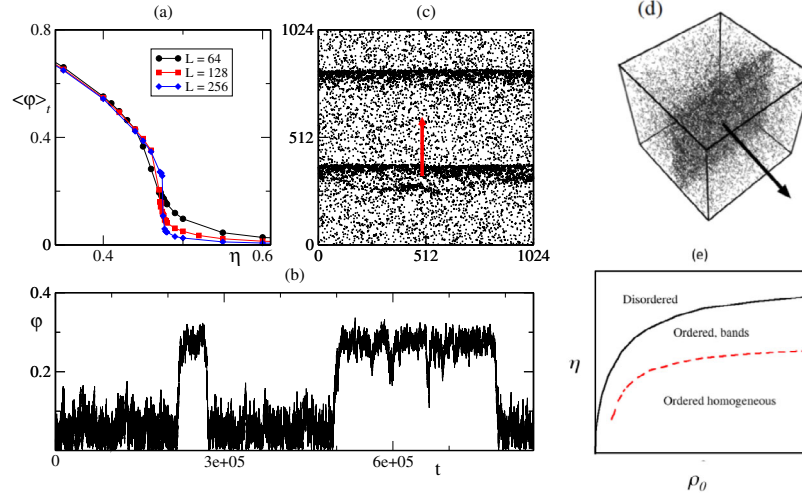 (a)
0.8
<φ>t
0.4
0
0.4
η
0.6
L = 64
L = 128
L = 256
(c)
1024
512
0
0
512
1024
(d)
(b)
0.4
φ
0.2
0
3e+05
6e+05
t
(e)
Disordered
Ordered, bands
Ordered homogeneous
η
ρ₀